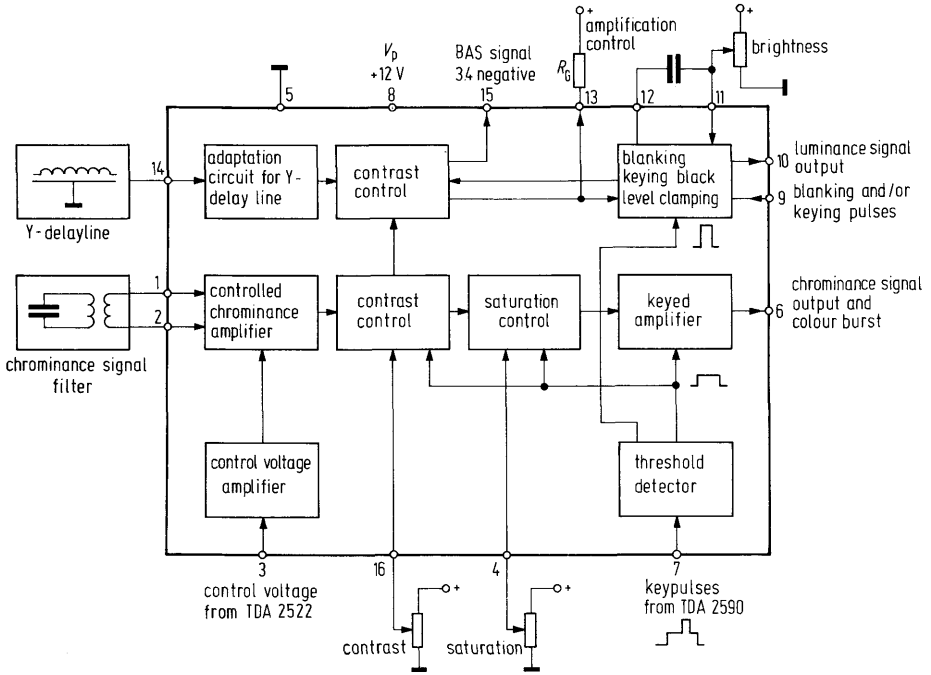 amplification
control
+
+
brightness
V_p
+12 V
BAS signal
3.4 negative
R_G
5
8
15
13
12
11
14
adaptation
circuit for Y-
delay line
contrast
control
blanking
keying black
level clamping
10 luminance signal
output
9 blanking and/or
keying pulses
Y-delayline
1
2
controlled
chrominance
amplifier
contrast
control
saturation
control
keyed
amplifier
6
chrominance signal
output and
colour burst
chrominance signal
filter
control voltage
amplifier
threshold
detector
3
16
4
7
control voltage
from TDA 2522
+
contrast
+
saturation
keypulses
from TDA 2590